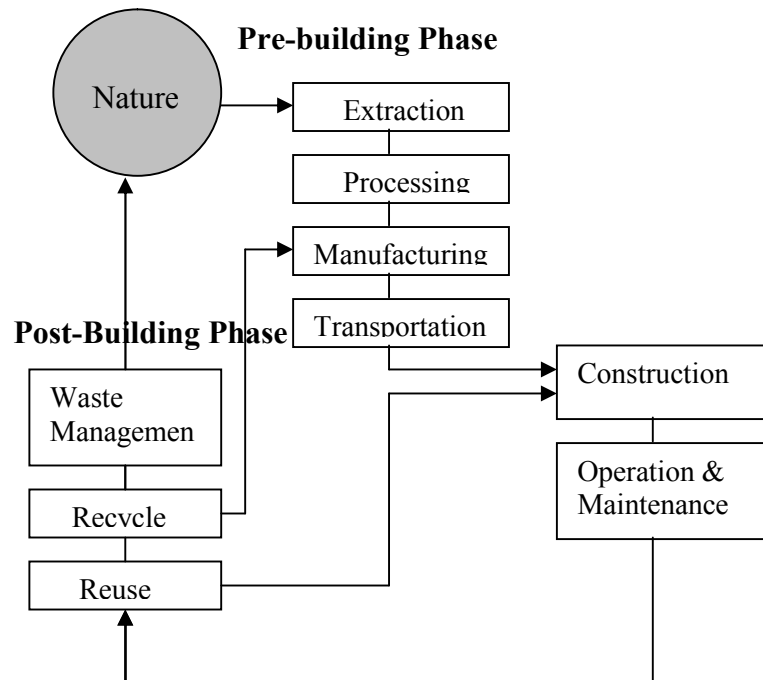 Pre-building Phase
Nature
Extraction
Processing
Manufacturing
Transportation
Post-Building Phase
Construction
Waste
Managemen
Operation &
Maintenance
Recycle
Reuse